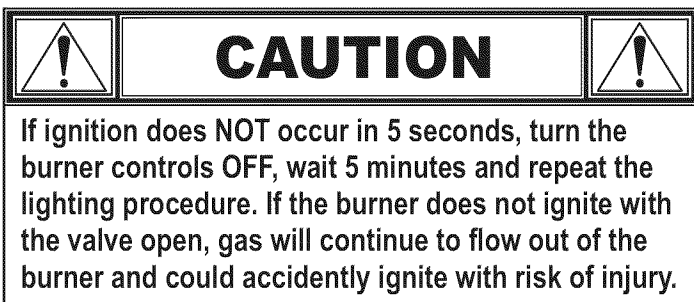 CAUTION
If ignition does NOT occur in 5 seconds, turn the
burner controls OFF, wait 5 minutes and repeat the
lighting procedure. If the burner does not ignite with
the valve open, gas will continue to flow out of the
burner and could accidently ignite with risk of injury.